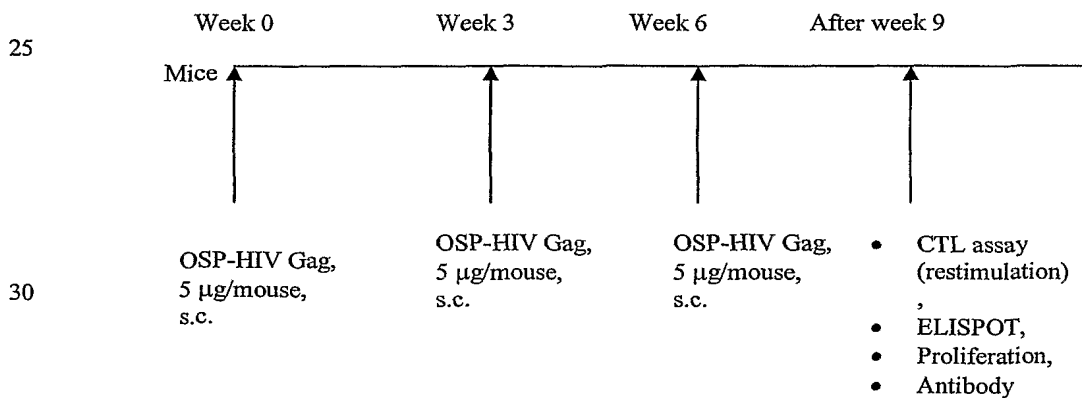 Week 0 Week 3 Week 6 After week 9
25
Mice
OSP-HIV Gag, OSP-HIV Gag, OSP-HIV Gag, • CTL assay
5 μg/mouse, 5 μg/mouse, 5 μg/mouse, (restimulation)
30 s.c. s.c. s.c. ,
• ELISPOT,
• Proliferation,
• Antibody